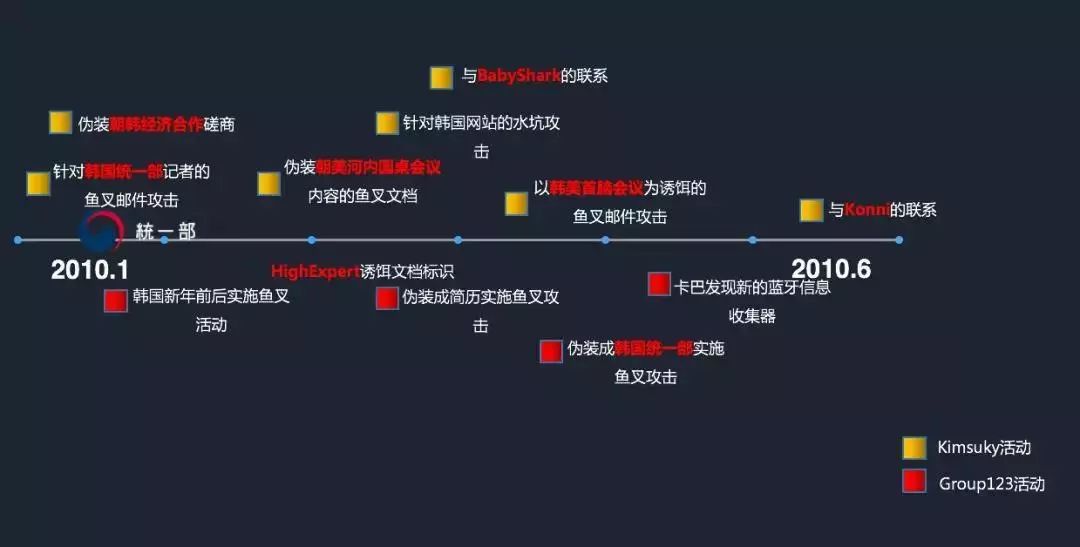 与BabyShark的联系
伪装朝韩经济合作磋商
针对韩国网站的水坑攻
击
针对韩国统一部记者的
鱼叉邮件攻击
伪装朝美河内圆桌会议
内容的鱼叉文档
以韩美首脑会议为诱饵的
鱼叉邮件攻击
与Konni的联系
統一部
2010.1
2010.6
HighExpert诱饵文档标识
韩国新年前后实施鱼叉
活动
伪装成简历实施鱼叉攻
击
卡巴发现新的蓝牙信息
收集器
伪装成韩国统一部实施
鱼叉攻击
Kimsuky活动
Group123活动